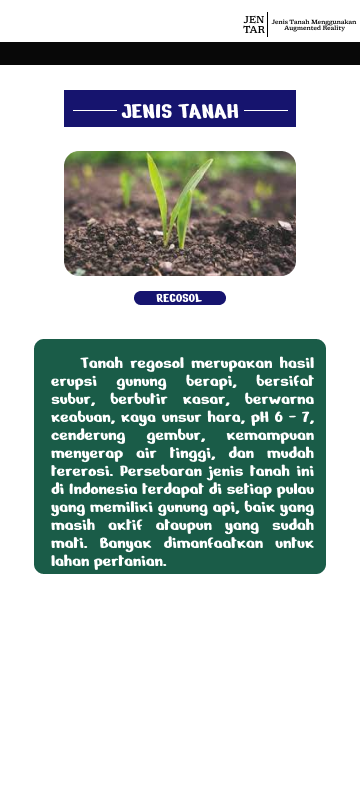 JEN
TAR
Jenis Tanah Menggunakan
Augmented Reality
JENIS TANAH
REGOSOL
Tanah regosol merupakan hasil
erupsi gunung berapi, bersifat
subur, berbutir kasar, berwarna
keabuan, kaya unsur hara, pH 6 - 7,
cenderung gembur, kemampuan
menyerap air tinggi, dan mudah
tererosi. Persebaran jenis tanah ini
di Indonesia terdapat di setiap pulau
yang memiliki gunung api, baik yang
masih aktif ataupun yang sudah
mati. Banyak dimanfaatkan untuk
lahan pertanian.